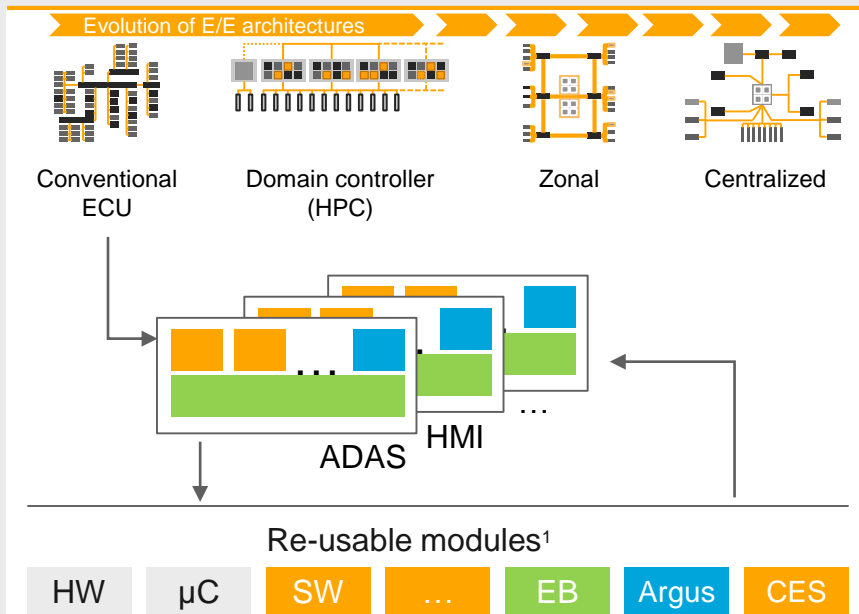 Evolution of E/E architectures
Conventional
ECU
Domain controller
(HPC)
Zonal
Centralized
...
...
ADAS
HMI
Re-usable modules¹
HW
µC
SW
...
EB
Argus
CES